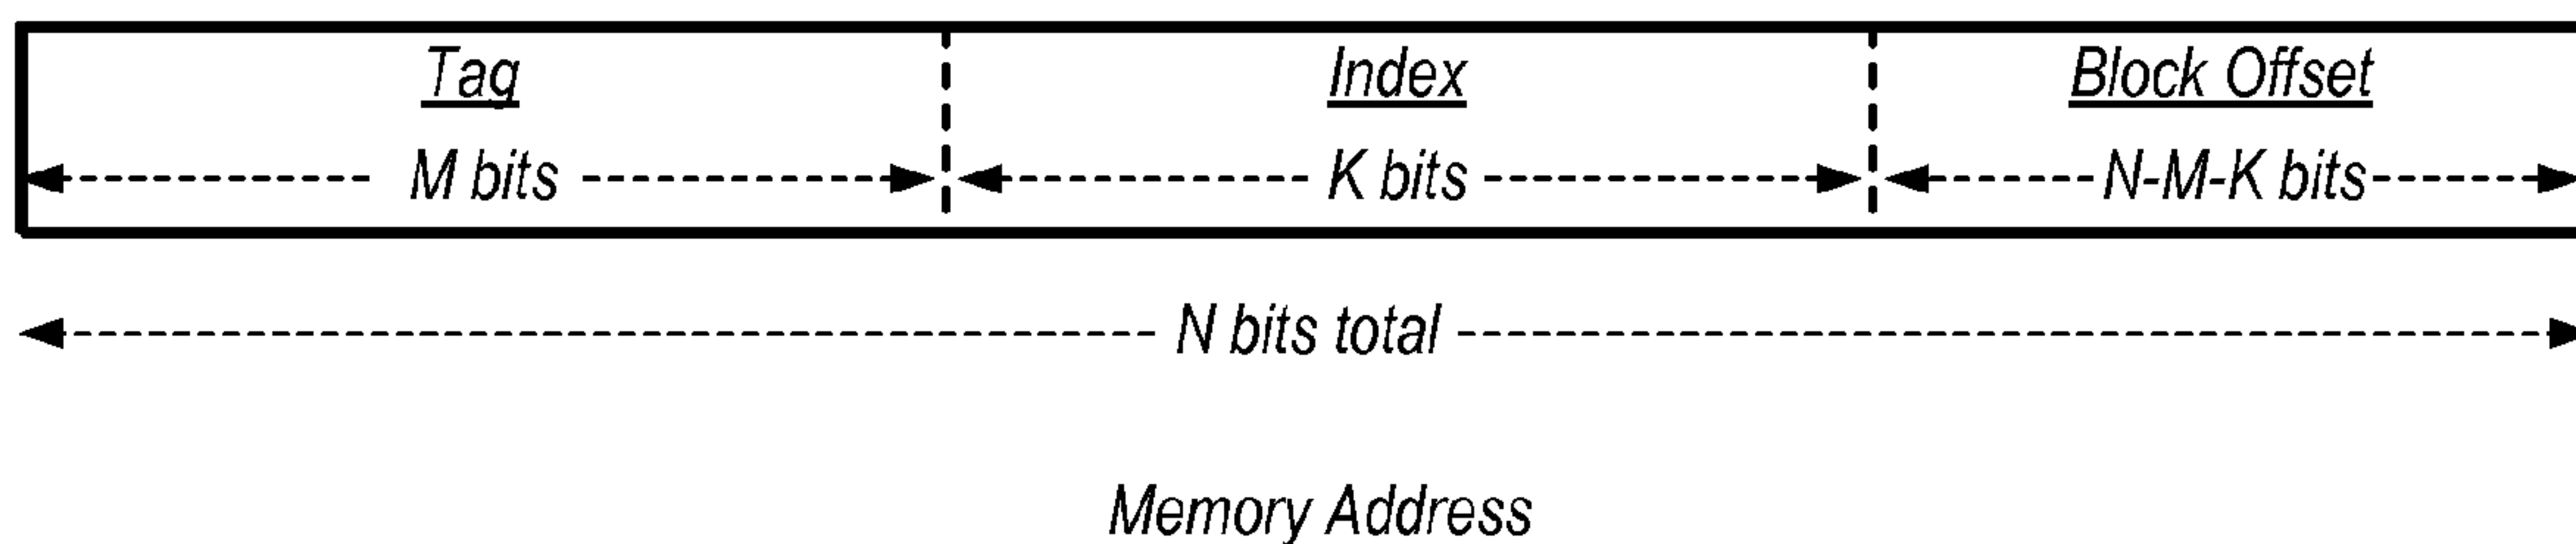 Tag Index Block Offset
M bits K bits N-M-K bits
N bits total
Memory Address